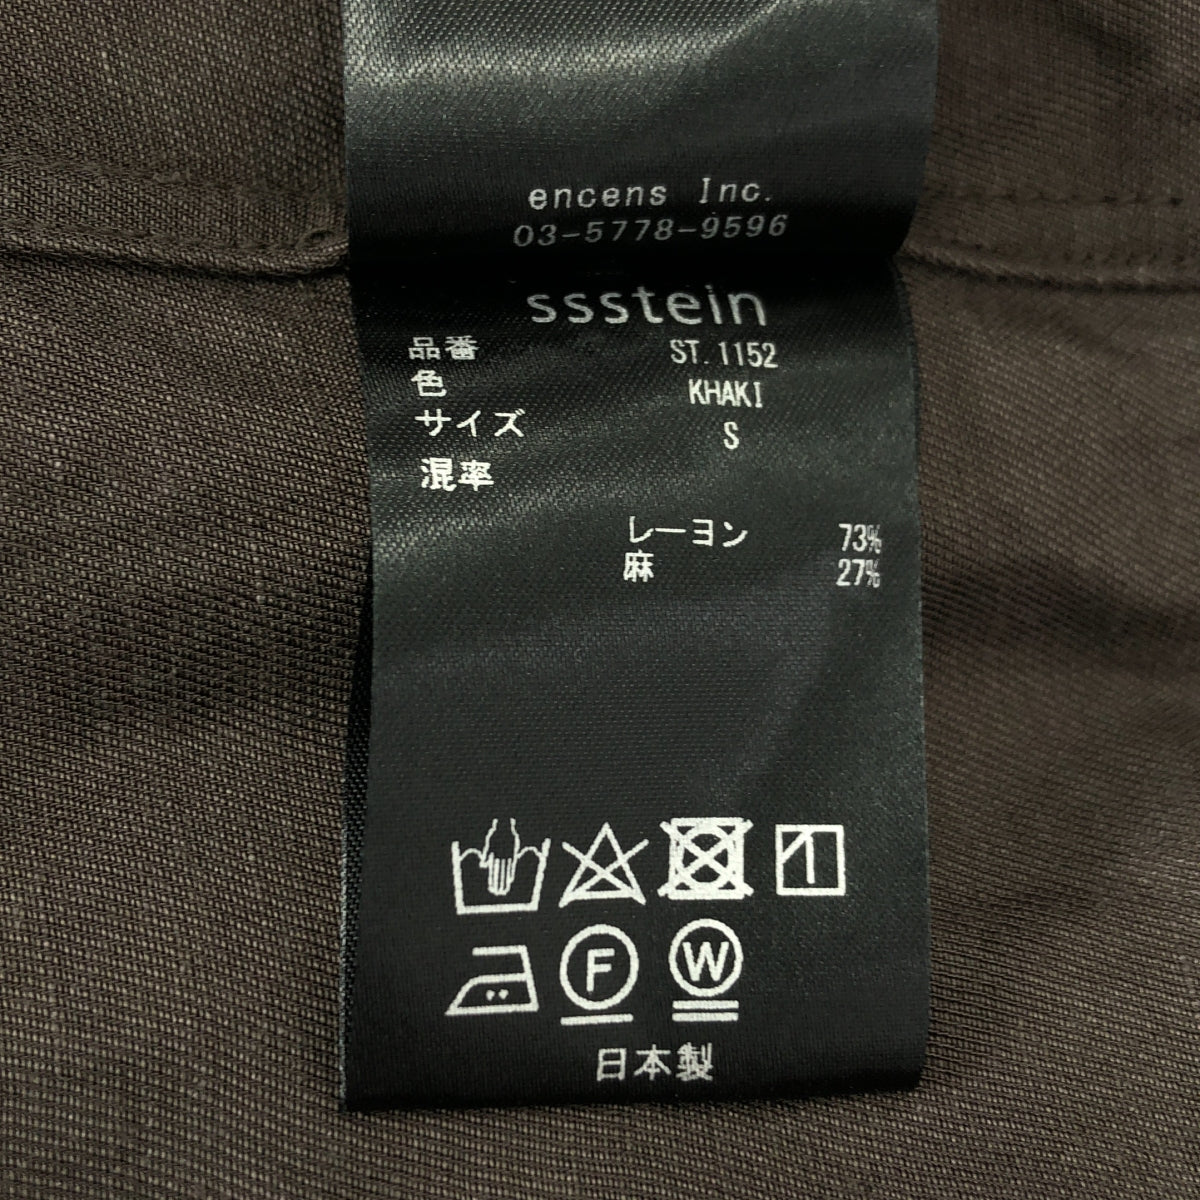 encens Inc.
03-5778-9596
ssstein
品番 ST.1152
色 KHAKI
サイズ S
混率
レーヨン 73%
麻 27%
F W
日本製